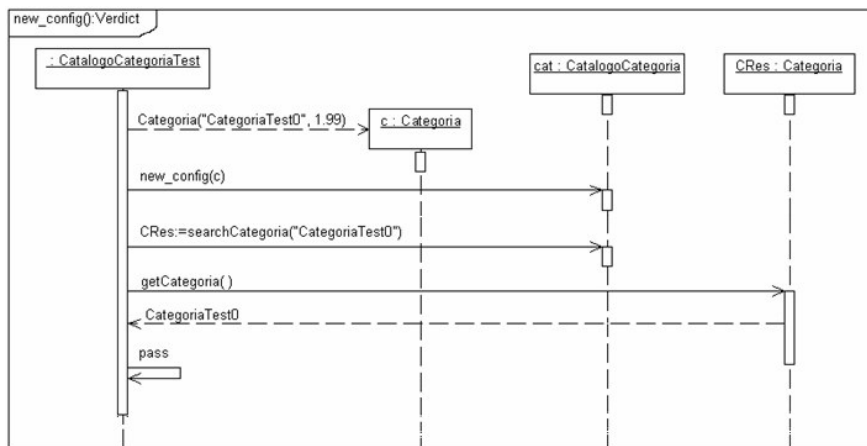 new_config():Verdict
: CatalogoCategoriaTest
cat : CatalogoCategoria
CRes : Categoria
Categoria("CategoriaTest0", 1.99)
c : Categoria
new_config(c)
CRes:=searchCategoria("CategoriaTest0")
getCategoria( )
CategoriaTest0
pass